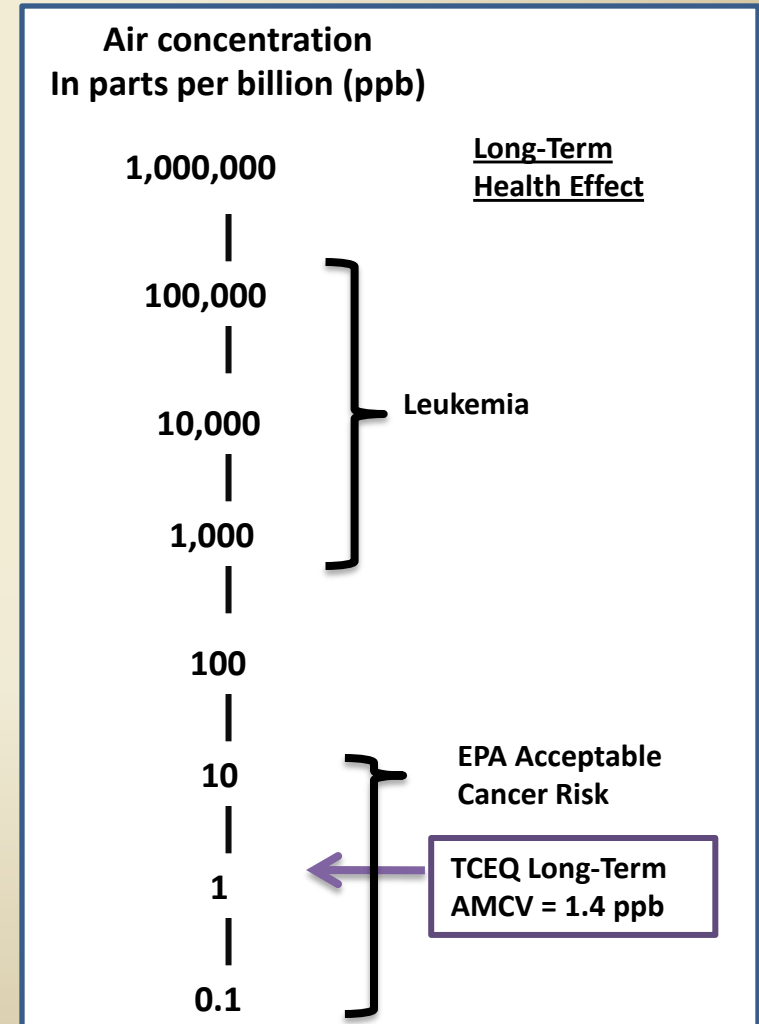 Air concentration
In parts per billion (ppb)
Long-Term
Health Effect
1,000,000
100,000
Leukemia
10,000
1,000
100
10
EPA Acceptable
Cancer Risk
TCEQ Long-Term
AMCV = 1.4 ppb
1
0.1